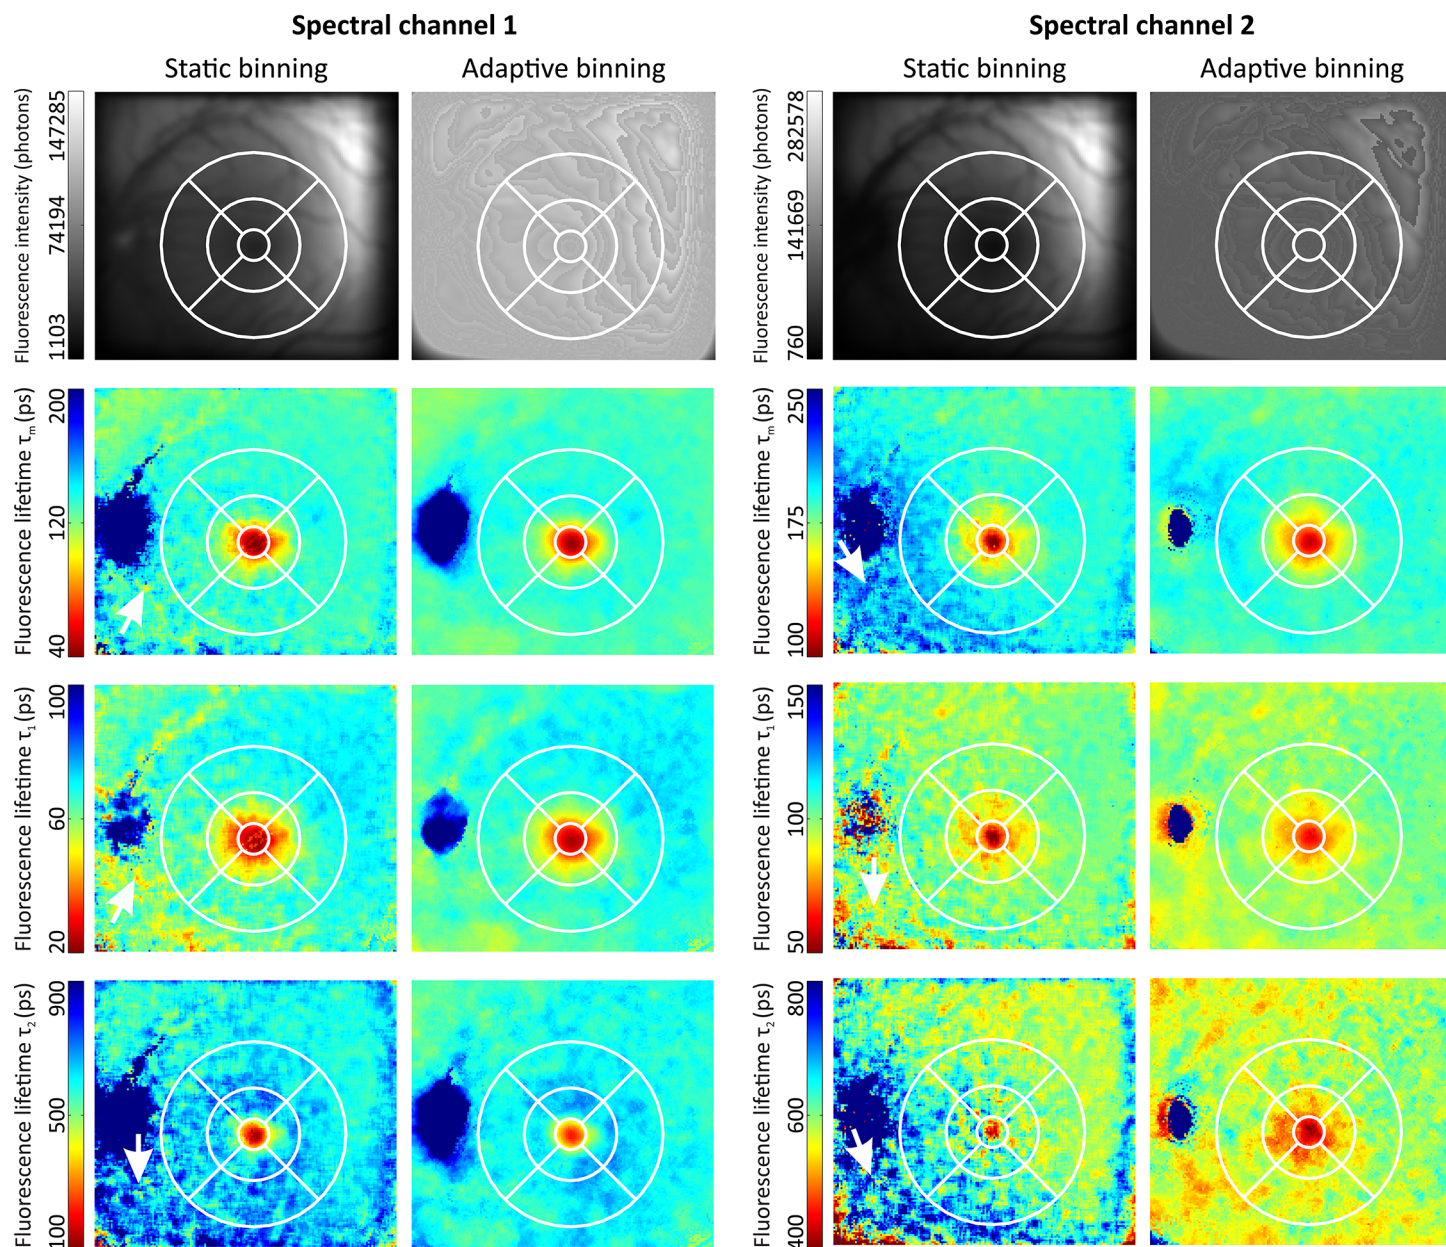 Spectral channel 1
Spectral channel 2
Static binning
Adaptive binning
Static binning
Adaptive binning
Fluorescence intensity (photons)
1103 74194 147285
Fluorescence intensity (photons)
760 141669 282578
Fluorescence lifetime τm (ps)
40 120 200
Fluorescence lifetime τm (ps)
100 175 250
Fluorescence lifetime τ1 (ps)
20 60 100
Fluorescence lifetime τ1 (ps)
50 100 150
Fluorescence lifetime τ2 (ps)
100 500 900
Fluorescence lifetime τ2 (ps)
400 600 800